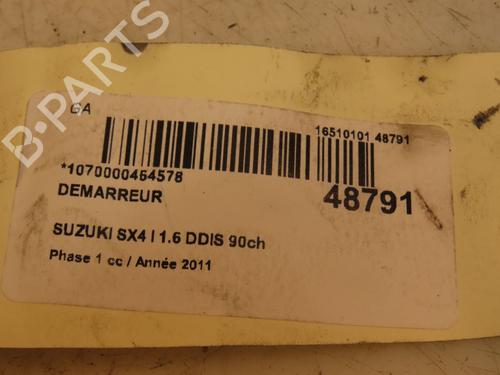 GA
16510101 48791
*1070000464578
DEMARREUR
48791
SUZUKI SX4 I 1.6 DDIS 90ch
Phase 1 cc / Année 2011
B-PARTS